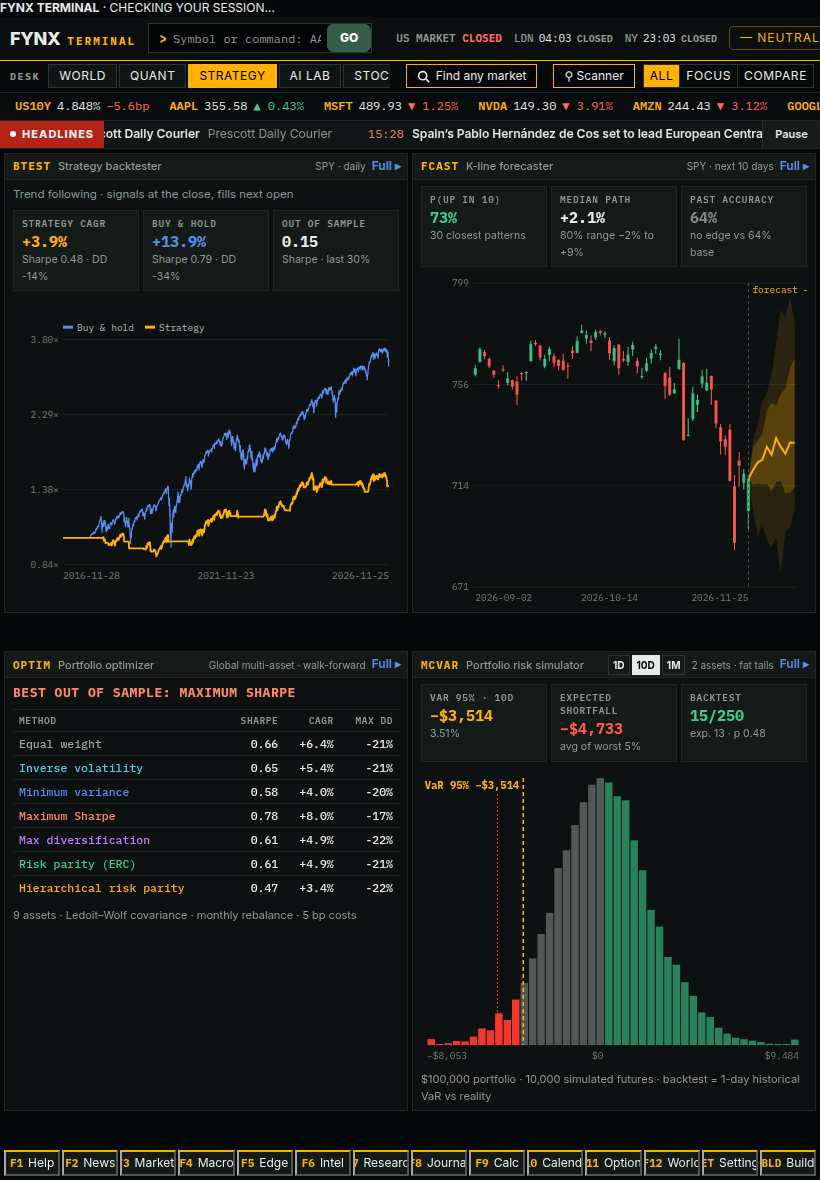 FYNX TERMINAL · CHECKING YOUR SESSION...
FYNX TERMINAL > Symbol or command: AA GO US MARKET CLOSED LDN 04:03 CLOSED NY 23:03 CLOSED — NEUTRAL
DESK WORLD QUANT STRATEGY AI LAB STOC Find any market Scanner ALL FOCUS COMPARE
US10Y 4.848% −5.6bp AAPL 355.58 ▲ 0.43% MSFT 489.93 ▼ 1.25% NVDA 149.30 ▼ 3.91% AMZN 244.43 ▼ 3.12% GOOGL
HEADLINES cott Daily Courier Prescott Daily Courier 15:28 Spain's Pablo Hernández de Cos set to lead European Centra Pause
BTEST Strategy backtester SPY · daily Full ▸
Trend following · signals at the close, fills next open
STRATEGY CAGR BUY & HOLD OUT OF SAMPLE
+3.9% +13.9% 0.15
Sharpe 0.48 · DD -14% Sharpe 0.79 · DD -34% Sharpe · last 30%
Buy & hold Strategy
3.80×
2.29×
1.38×
0.84×
2016-11-28 2021-11-23 2026-11-25
FCAST K-line forecaster SPY · next 10 days Full ▸
P(UP IN 10) MEDIAN PATH PAST ACCURACY
73% +2.1% 64%
30 closest patterns 80% range −2% to +9% no edge vs 64% base
799
forecast -
756
714
671
2026-09-02 2026-10-14 2026-11-25
OPTIM Portfolio optimizer Global multi-asset · walk-forward Full ▸
BEST OUT OF SAMPLE: MAXIMUM SHARPE
METHOD SHARPE CAGR MAX DD
Equal weight 0.66 +6.4% -21%
Inverse volatility 0.65 +5.4% -21%
Minimum variance 0.58 +4.0% -20%
Maximum Sharpe 0.78 +8.0% -17%
Max diversification 0.61 +4.9% -22%
Risk parity (ERC) 0.61 +4.9% -21%
Hierarchical risk parity 0.47 +3.4% -22%
9 assets · Ledoit–Wolf covariance · monthly rebalance · 5 bp costs
MCVAR Portfolio risk simulator 1D 10D 1M 2 assets · fat tails Full ▸
VAR 95% · 10D EXPECTED SHORTFALL BACKTEST
−$3,514 −$4,733 15/250
3.51% avg of worst 5% exp. 13 · p 0.48
VaR 95% −$3,514
−$8,053 $0 $9,484
$100,000 portfolio · 10,000 simulated futures · backtest = 1-day historical
VaR vs reality
F1 Help F2 News 3 Market F4 Macro F5 Edge F6 Intel 7 Researc F8 Journa F9 Calc 10 Calend 11 Option F12 World ET Setting BLD Build